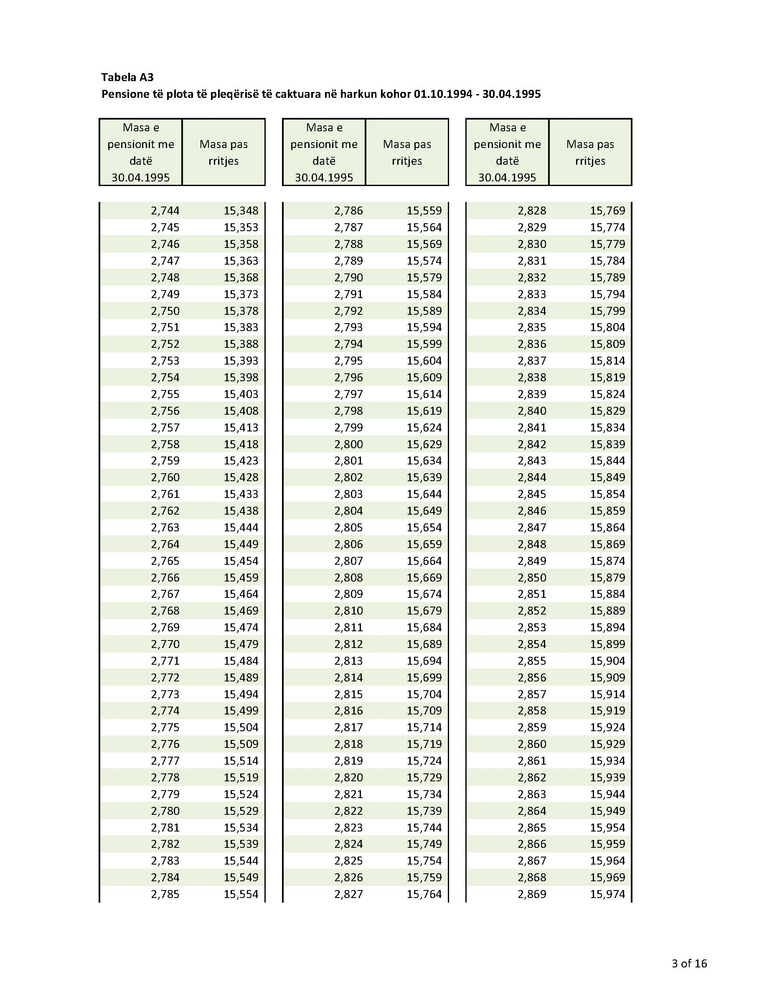 Tabela A3
Pensione të plota të pleqërisë të caktuara në harkun kohor 01.10.1994 - 30.04.1995
Masa e pensionit me datë 30.04.1995 Masa pas rritjes Masa e pensionit me datë 30.04.1995 Masa pas rritjes Masa e pensionit me datë 30.04.1995 Masa pas rritjes
2,744 15,348 2,786 15,559 2,828 15,769
2,745 15,353 2,787 15,564 2,829 15,774
2,746 15,358 2,788 15,569 2,830 15,779
2,747 15,363 2,789 15,574 2,831 15,784
2,748 15,368 2,790 15,579 2,832 15,789
2,749 15,373 2,791 15,584 2,833 15,794
2,750 15,378 2,792 15,589 2,834 15,799
2,751 15,383 2,793 15,594 2,835 15,804
2,752 15,388 2,794 15,599 2,836 15,809
2,753 15,393 2,795 15,604 2,837 15,814
2,754 15,398 2,796 15,609 2,838 15,819
2,755 15,403 2,797 15,614 2,839 15,824
2,756 15,408 2,798 15,619 2,840 15,829
2,757 15,413 2,799 15,624 2,841 15,834
2,758 15,418 2,800 15,629 2,842 15,839
2,759 15,423 2,801 15,634 2,843 15,844
2,760 15,428 2,802 15,639 2,844 15,849
2,761 15,433 2,803 15,644 2,845 15,854
2,762 15,438 2,804 15,649 2,846 15,859
2,763 15,444 2,805 15,654 2,847 15,864
2,764 15,449 2,806 15,659 2,848 15,869
2,765 15,454 2,807 15,664 2,849 15,874
2,766 15,459 2,808 15,669 2,850 15,879
2,767 15,464 2,809 15,674 2,851 15,884
2,768 15,469 2,810 15,679 2,852 15,889
2,769 15,474 2,811 15,684 2,853 15,894
2,770 15,479 2,812 15,689 2,854 15,899
2,771 15,484 2,813 15,694 2,855 15,904
2,772 15,489 2,814 15,699 2,856 15,909
2,773 15,494 2,815 15,704 2,857 15,914
2,774 15,499 2,816 15,709 2,858 15,919
2,775 15,504 2,817 15,714 2,859 15,924
2,776 15,509 2,818 15,719 2,860 15,929
2,777 15,514 2,819 15,724 2,861 15,934
2,778 15,519 2,820 15,729 2,862 15,939
2,779 15,524 2,821 15,734 2,863 15,944
2,780 15,529 2,822 15,739 2,864 15,949
2,781 15,534 2,823 15,744 2,865 15,954
2,782 15,539 2,824 15,749 2,866 15,959
2,783 15,544 2,825 15,754 2,867 15,964
2,784 15,549 2,826 15,759 2,868 15,969
2,785 15,554 2,827 15,764 2,869 15,974
3 of 16